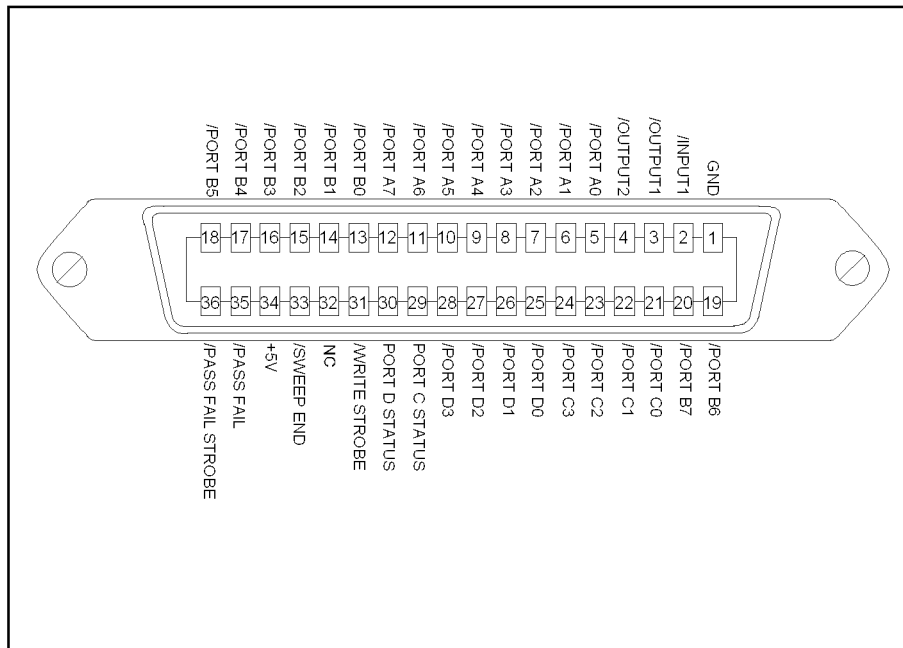 /PORT B5
/PORT B4
/PORT B3
/PORT B2
/PORT B1
/PORT B0
/PORT A7
/PORT A6
/PORT A5
/PORT A4
/PORT A3
/PORT A2
/PORT A1
/PORT A0
/OUTPUT2
/OUTPUT1
/INPUT1
GND
18 17 16 15 14 13 12 11 10 9 8 7 6 5 4 3 2 1
36 35 34 33 32 31 30 29 28 27 26 25 24 23 22 21 20 19
/PASS FAIL STROBE
/PASS FAIL
+5V
/SWEEP END
NC
/WRITE STROBE
PORT D STATUS
PORT C STATUS
/PORT D3
/PORT D2
/PORT D1
/PORT D0
/PORT C3
/PORT C2
/PORT C1
/PORT C0
/PORT B7
/PORT B6